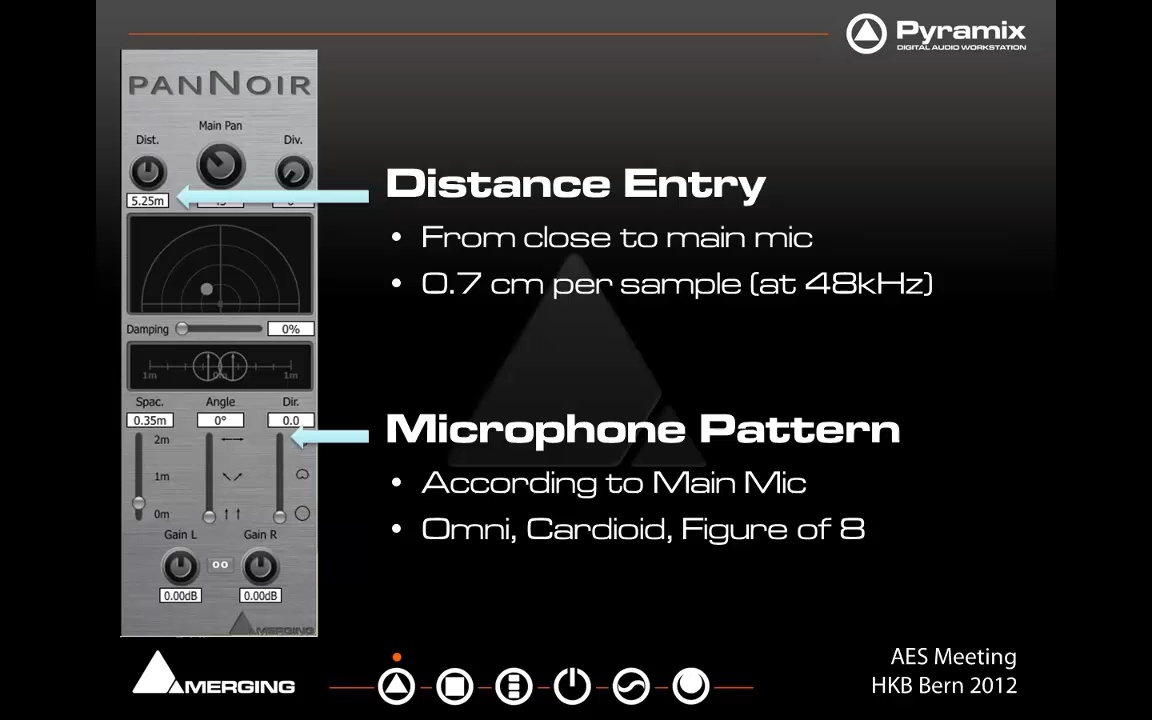 Pyramix
DIGITAL AUDIO WORKSTATION
PANNOIR
Main Pan
Dist.
Div.
5.25m
Distance Entry
• From close to main mic
• 0.7 cm per sample (at 48kHz)
Damping
0%
1m
0m
1m
Spac.
Angle
Dir.
0.35m
0°
0.0
2m
1m
0m
Microphone Pattern
• According to Main Mic
• Omni, Cardioid, Figure of 8
Gain L
Gain R
0.00dB
0.00dB
MERGING
MERGING
AES Meeting
HKB Bern 2012